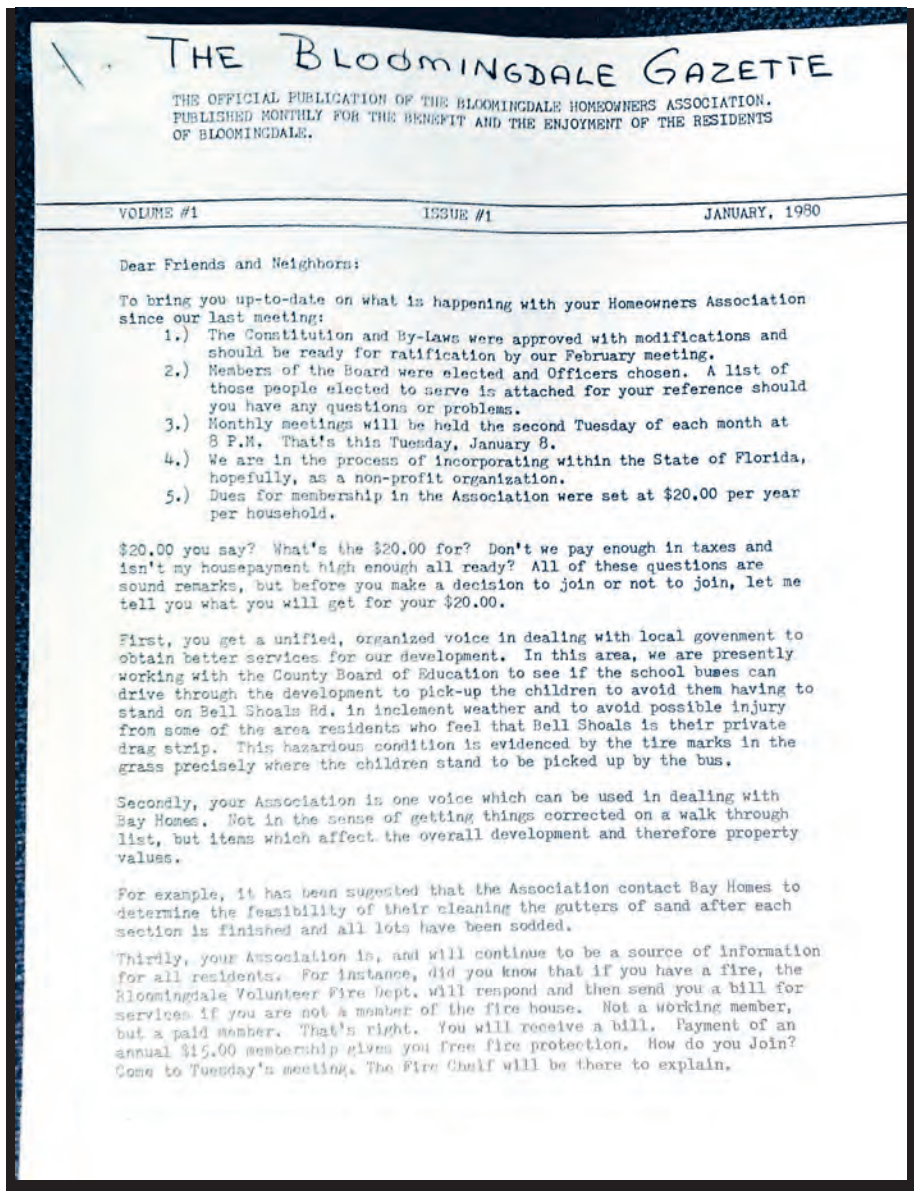 THE BLOOMINGDALE GAZETTE
THE OFFICIAL PUBLICATION OF THE BLOOMINGDALE HOMEOWNERS ASSOCIATION.
PUBLISHED MONTHLY FOR THE BENEFIT AND THE ENJOYMENT OF THE RESIDENTS
OF BLOOMINGDALE.
VOLUME #1 ISSUE #1 JANUARY, 1980
Dear Friends and Neighbors:
To bring you up-to-date on what is happening with your Homeowners Association
since our last meeting:
1.) The Constitution and By-Laws were approved with modifications and
should be ready for ratification by our February meeting.
2.) Members of the Board were elected and Officers chosen. A list of
those people elected to serve is attached for your reference should
you have any questions or problems.
3.) Monthly meetings will be held the second Tuesday of each month at
8 P.M. That's this Tuesday, January 8.
4.) We are in the process of incorporating within the State of Florida,
hopefully, as a non-profit organization.
5.) Dues for membership in the Association were set at $20.00 per year
per household.
$20.00 you say? What's the $20.00 for? Don't we pay enough in taxes and
isn't my housepayment high enough all ready? All of these questions are
sound remarks, but before you make a decision to join or not to join, let me
tell you what you will get for your $20.00.
First, you get a unified, organized voice in dealing with local govenment to
obtain better services for our development. In this area, we are presently
working with the County Board of Education to see if the school buses can
drive through the development to pick-up the children to avoid them having to
stand on Bell Shoals Rd. in inclement weather and to avoid possible injury
from some of the area residents who feel that Bell Shoals is their private
drag strip. This hazardous condition is evidenced by the tire marks in the
grass precisely where the children stand to be picked up by the bus.
Secondly, your Association is one voice which can be used in dealing with
Bay Homes. Not in the sense of getting things corrected on a walk through
list, but items which affect the overall development and therefore property
values.
For example, it has been sugested that the Association contact Bay Homes to
determine the feasibility of their cleaning the gutters of sand after each
section is finished and all lots have been sodded.
Thirdly, your Association is, and will continue to be a source of information
for all residents. For instance, did you know that if you have a fire, the
Bloomingdale Volunteer Fire Dept. will respond and then send you a bill for
services if you are not a member of the fire house. Not a working member,
but a paid member. That's right. You will receive a bill. Payment of an
annual $15.00 membership gives you free fire protection. How do you Join?
Come to Tuesday's meeting. The Fire Cheif will be there to explain.